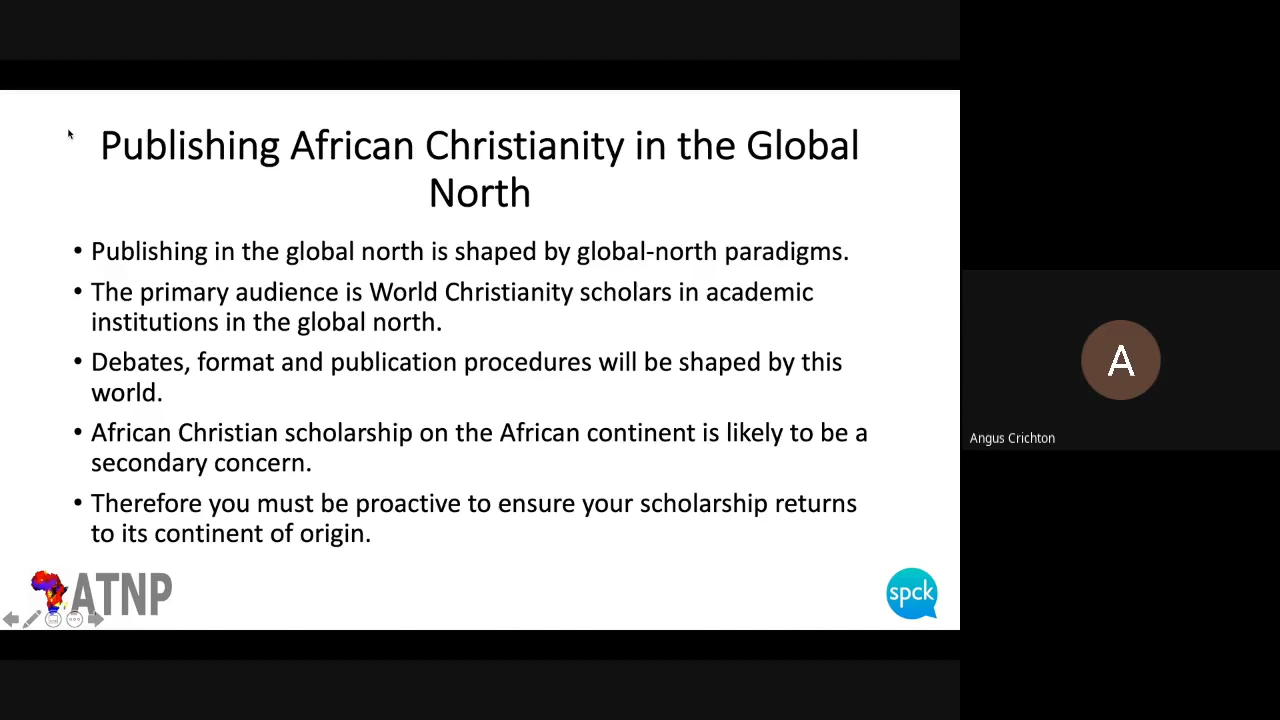 Publishing African Christianity in the Global
North
• Publishing in the global north is shaped by global-north paradigms.
• The primary audience is World Christianity scholars in academic
institutions in the global north.
• Debates, format and publication procedures will be shaped by this
world.
• African Christian scholarship on the African continent is likely to be a
secondary concern.
• Therefore you must be proactive to ensure your scholarship returns
to its continent of origin.
ATNP
spck
A
Angus Crichton